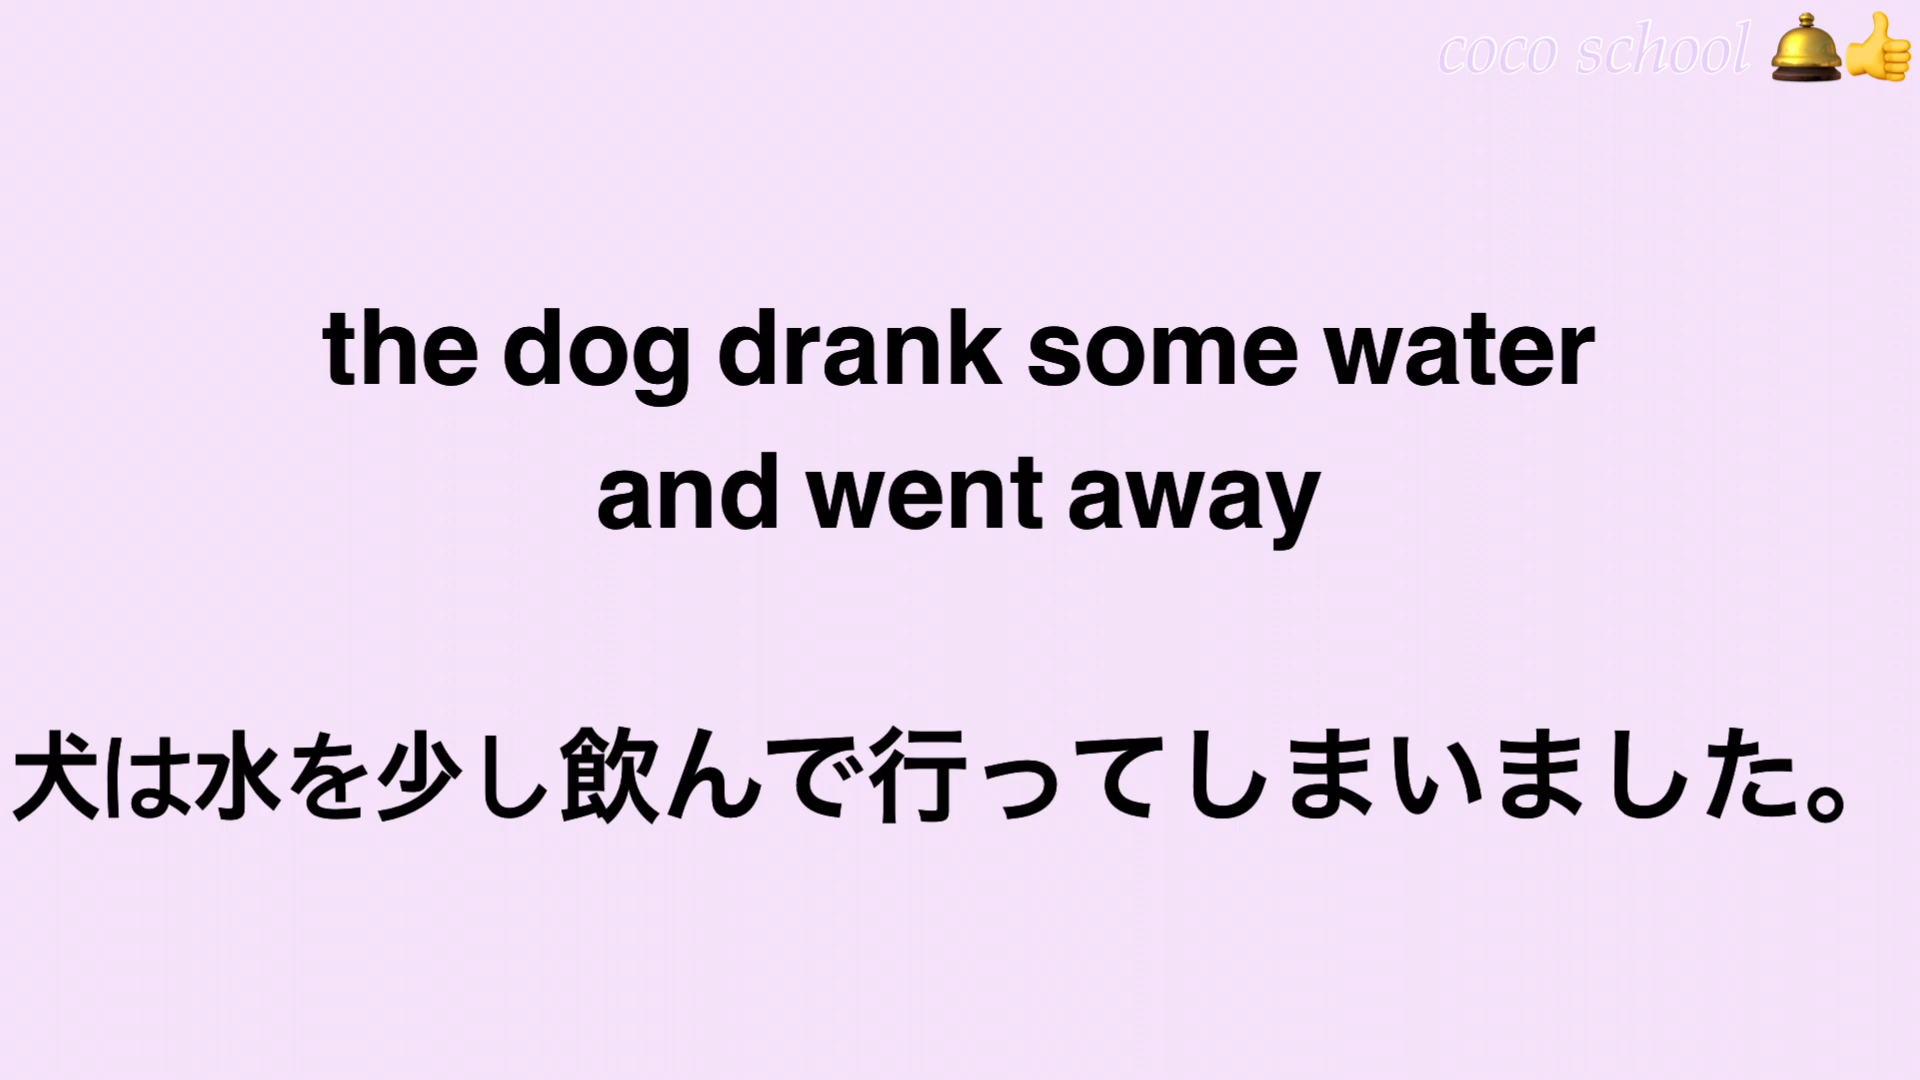 coco school 🛎️👍
the dog drank some water
and went away
犬は水を少し飲んで行ってしまいました。